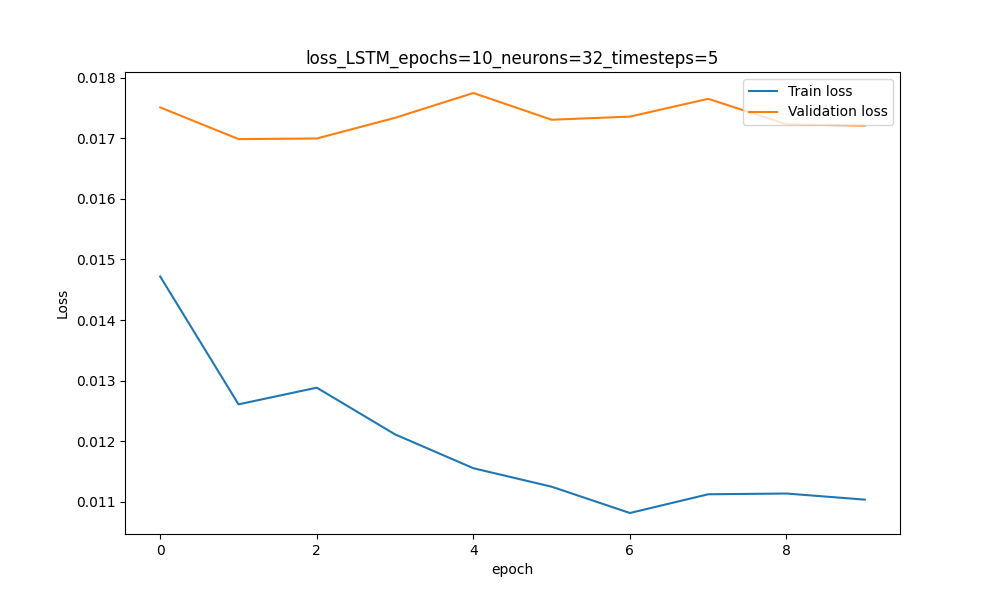 loss_LSTM_epochs=10_neurons=32_timesteps=5
Train loss
Validation loss
0.018
0.017
0.016
0.015
0.014
0.013
0.012
0.011
Loss
0 2 4 6 8
epoch